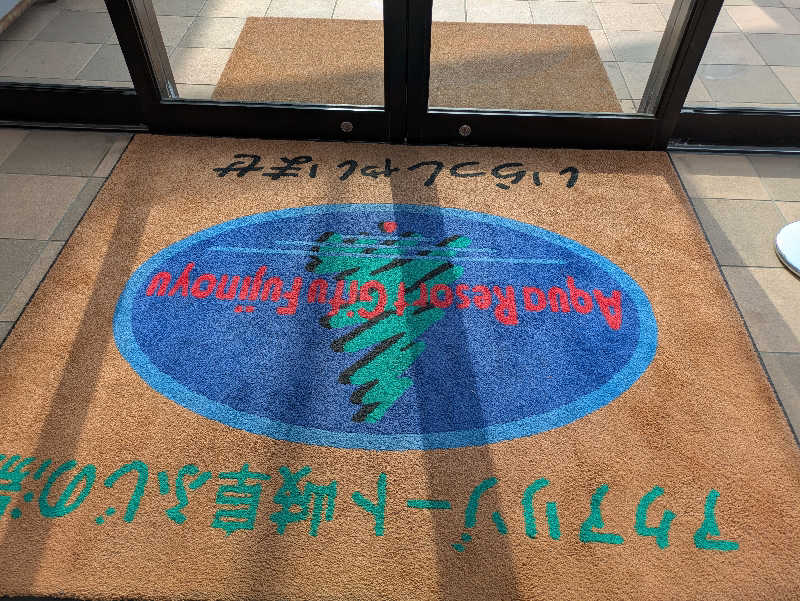 アクアリゾート岐阜ふじの湯
Aqua Resort Gifu Fujinoyu
いらっしゃいませ